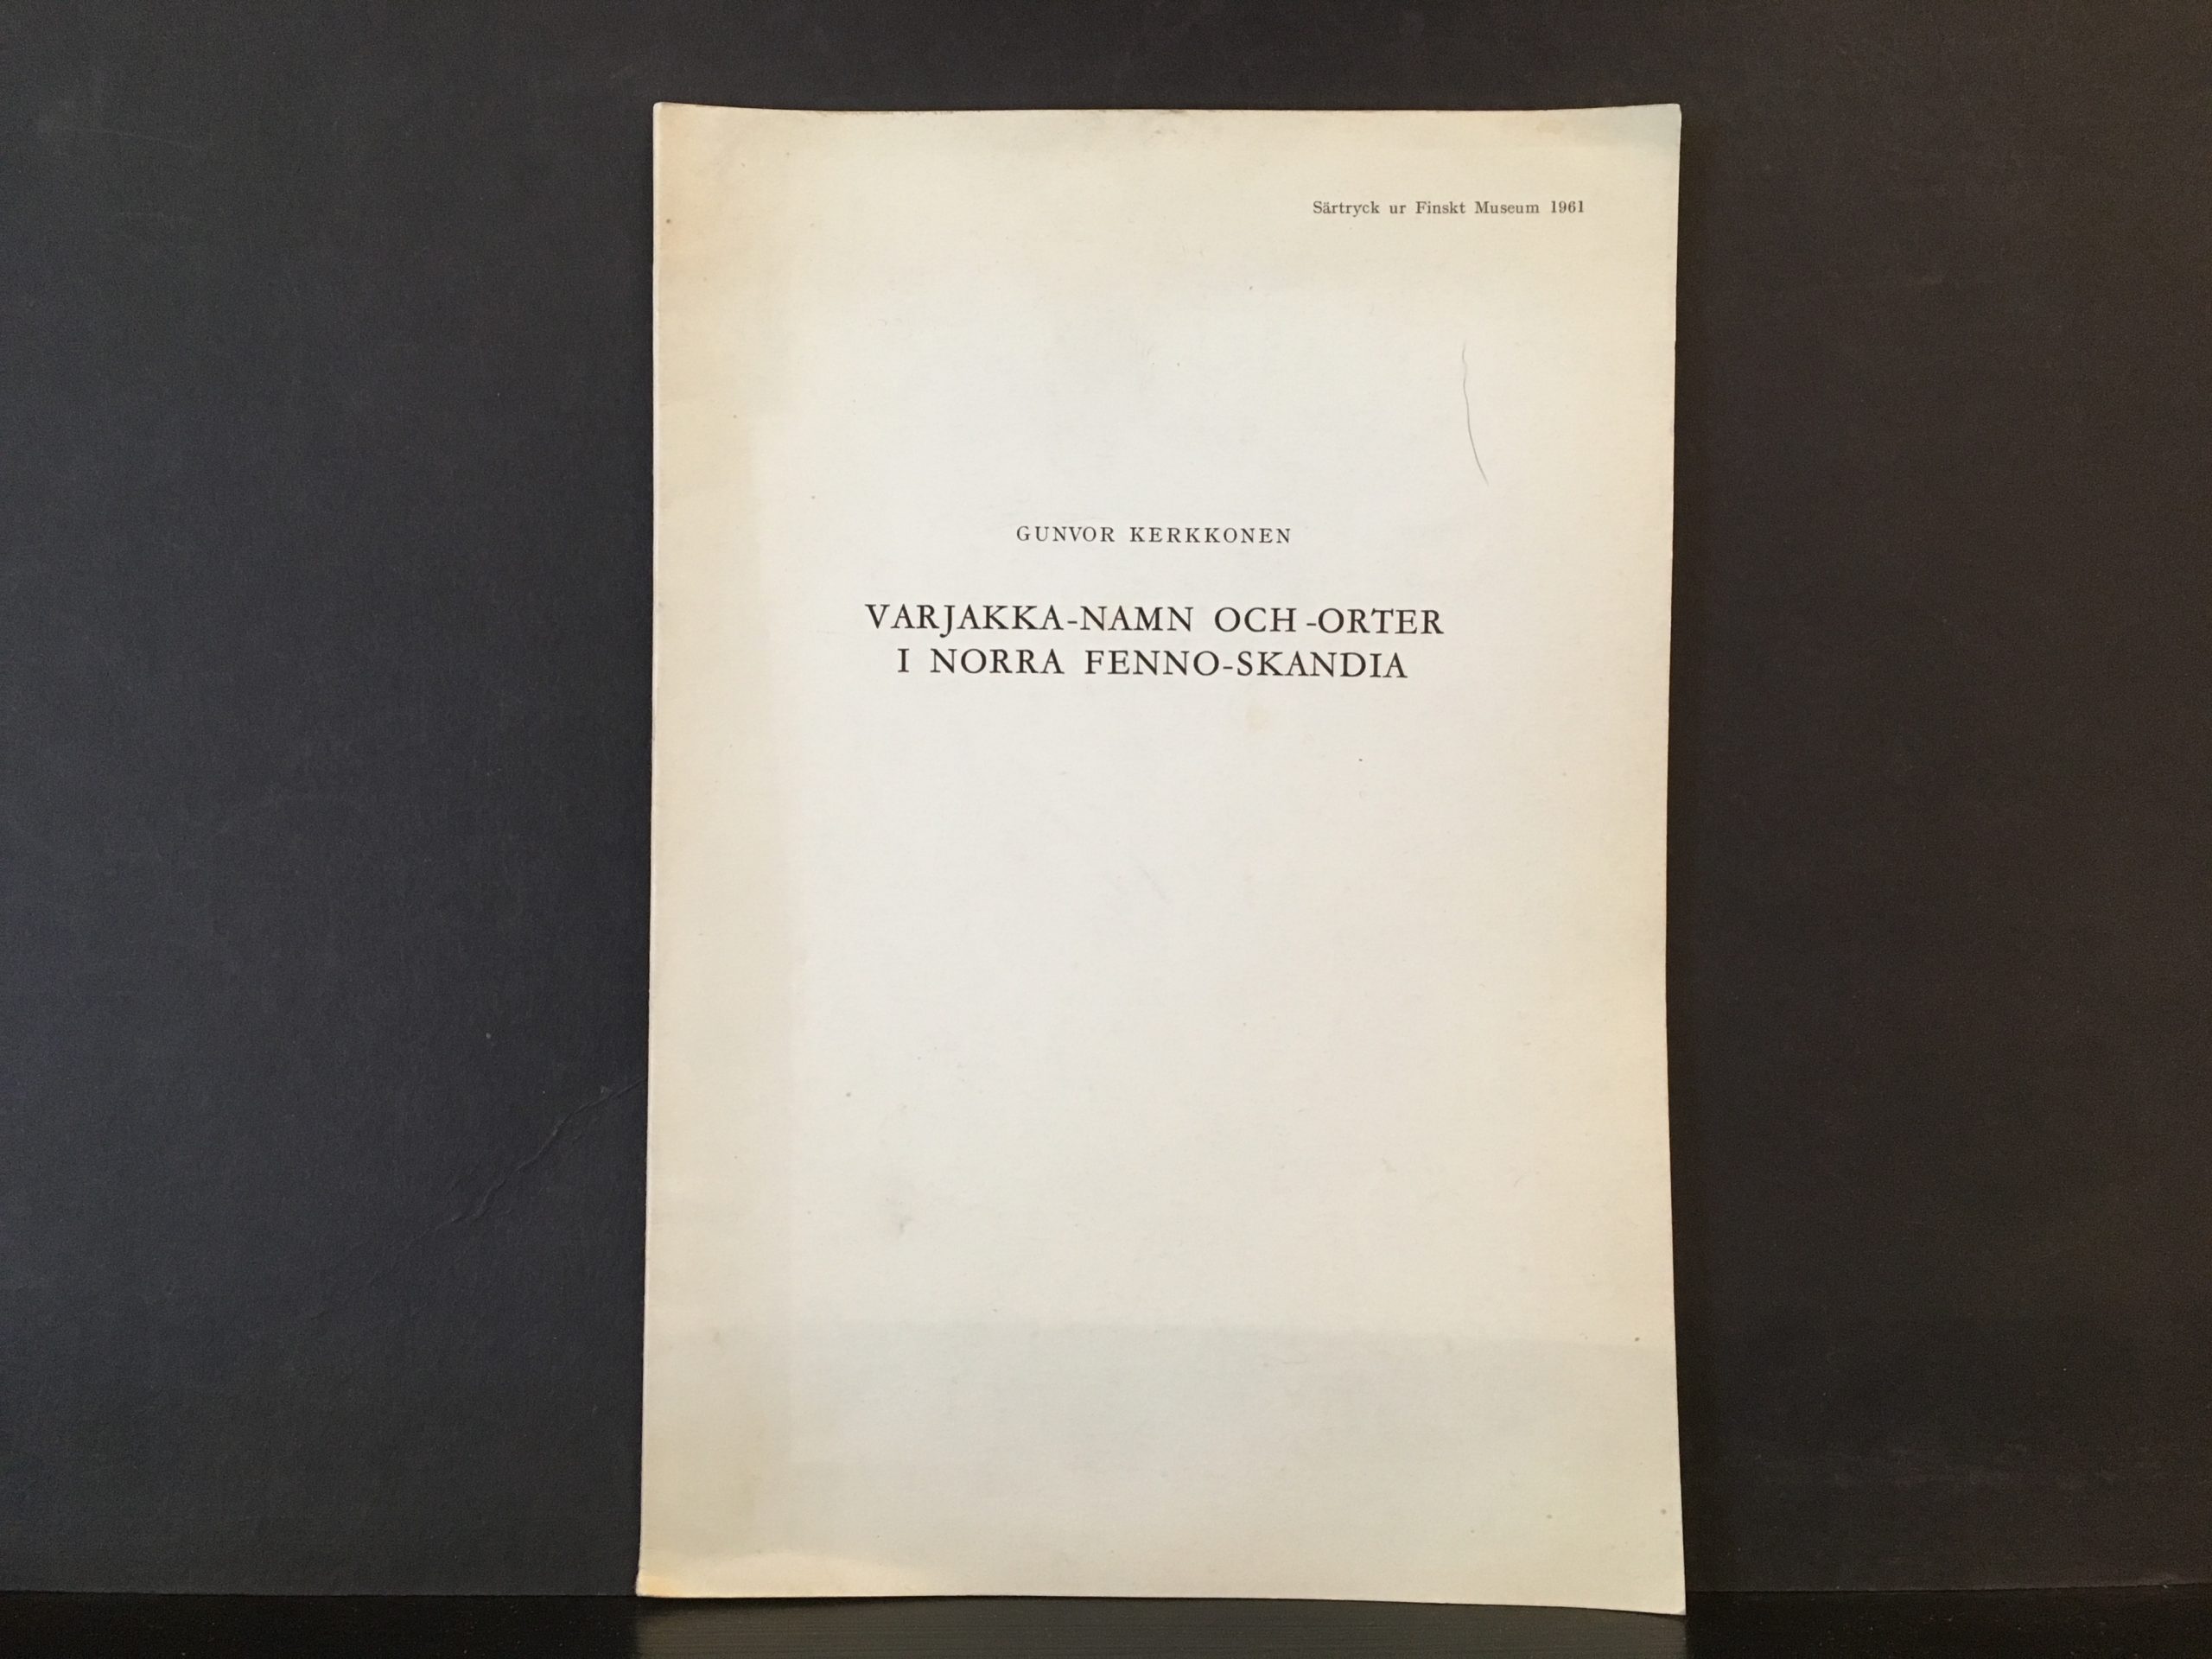 Särtryck ur Finskt Museum 1961
GUNVOR KERKKONEN
VARJAKKA-NAMN OCH -ORTER
I NORRA FENNO-SKANDIA